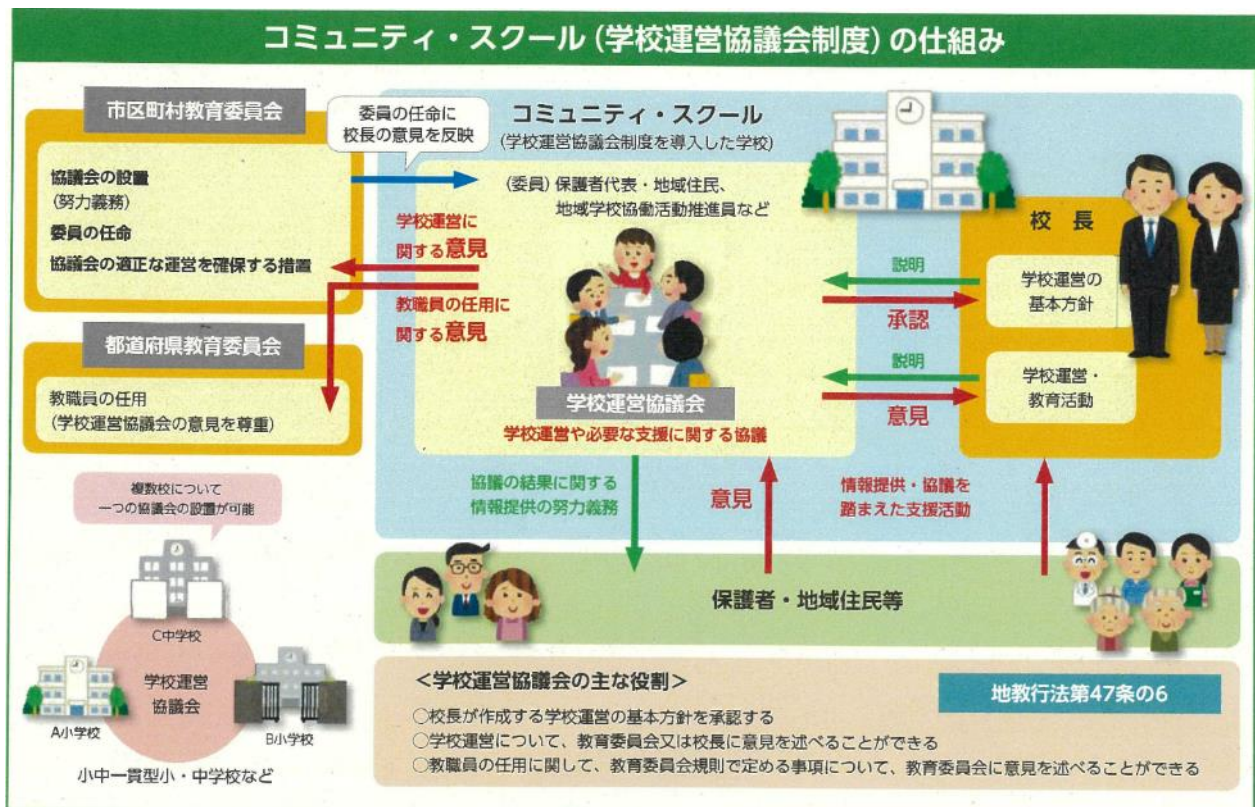 コミュニティ・スクール(学校運営協議会制度)の仕組み
市区町村教育委員会
協議会の設置
(努力義務)
委員の任命
協議会の適正な運営を確保する措置
都道府県教育委員会
教職員の任用
(学校運営協議会の意見を尊重)
委員の任命に
校長の意見を反映
学校運営に
関する意見
教職員の任用に
関する意見
コミュニティ・スクール
(学校運営協議会制度を導入した学校)
(委員)保護者代表・地域住民、
地域学校協働活動推進員など
学校運営協議会
学校運営や必要な支援に関する協議
説明
承認
説明
意見
校長
学校運営の
基本方針
学校運営・
教育活動
協議の結果に関する
情報提供の努力義務
意見
情報提供・協議を
踏まえた支援活動
保護者・地域住民等
複数校について
一つの協議会の設置が可能
C中学校
学校運営
協議会
A小学校
B小学校
小中一貫型小・中学校など
<学校運営協議会の主な役割>
地教行法第47条の6
○校長が作成する学校運営の基本方針を承認する
○学校運営について、教育委員会又は校長に意見を述べることができる
○教職員の任用に関して、教育委員会規則で定める事項について、教育委員会に意見を述べることができる